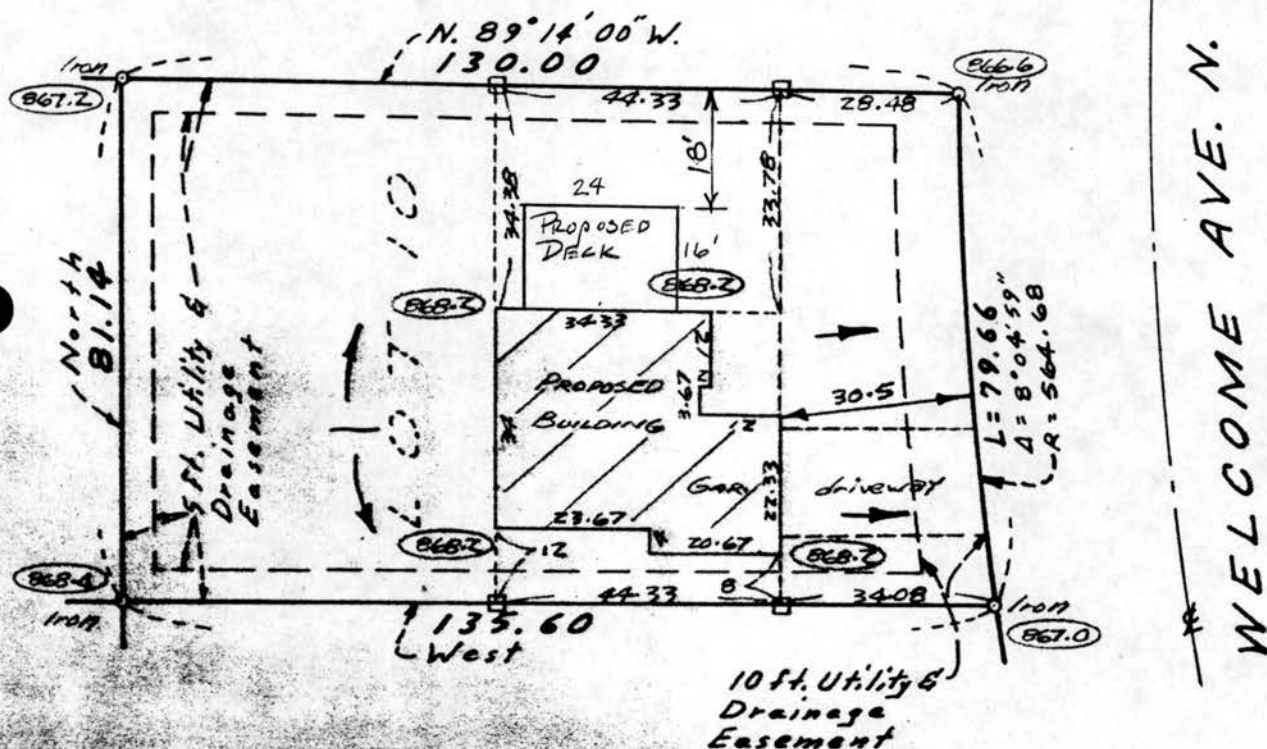 N. 89° 14' 00" W.
130.00
Iron
867.2
866.6
Iron
44.33
28.48
18'
34.38
33.78
24
PROPOSED
DECK
16'
868.2
868.2
34.33
12
2
3.67
PROPOSED
BUILDING
34
12
30.5
GAR.
22.33
driveway
North
81.14
5 ft. Utility &
Drainage
Easement
L = 79.66
Δ = 8° 04' 59"
R = 564.68
WELCOME AVE. N.
23.67
4
20.67
868.2
12
868.2
8
868.4
Iron
44.33
34.08
Iron
867.0
135.60
West
10 ft. Utility &
Drainage
Easement